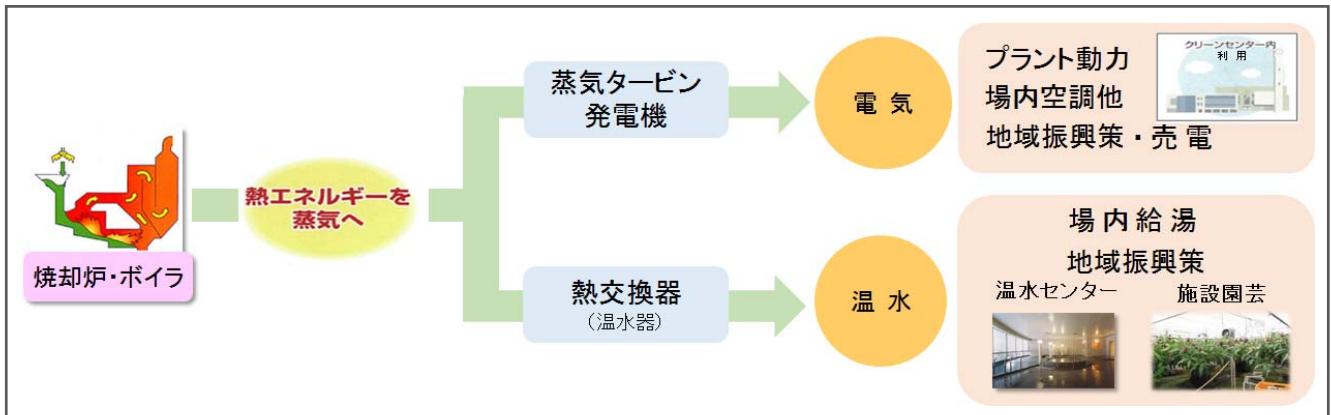 焼却炉・ボイラ
熱エネルギーを
蒸気へ
蒸気タービン
発電機
電気
プラント動力
場内空調他
地域振興策・売電
クリーンセンター内
利用
熱交換器
(温水器)
温水
場内給湯
地域振興策
温水センター
施設園芸